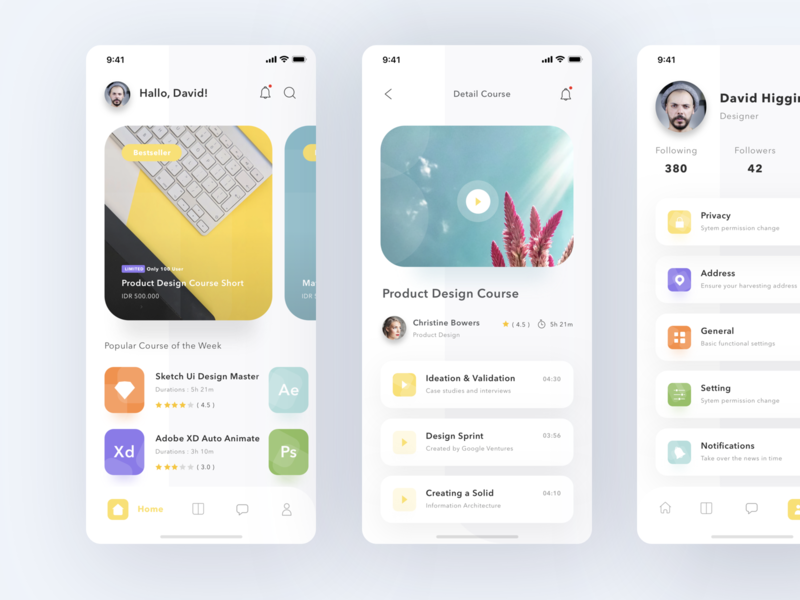 9:41
Hallo, David!
Bestseller
LIMITED Only 100 User
Product Design Course Short
IDR 500.000
Ma
IDR
Popular Course of the Week
Sketch Ui Design Master
Durations : 5h 21m
( 4.5 )
Ae
Xd
Adobe XD Auto Animate
Durations : 3h 10m
( 3.0 )
Ps
Home
9:41
Detail Course
Product Design Course
Christine Bowers
Product Design
( 4.5 )
5h 21m
Ideation & Validation
04:30
Case studies and interviews
Design Sprint
03:56
Created by Google Ventures
Creating a Solid
04:10
Information Architecture
9:41
David Higgin
Designer
Following
Followers
380
42
Privacy
Sytem permission change
Address
Ensure your harvesting address
General
Basic functional settings
Setting
Sytem permission change
Notifications
Take over the news in time